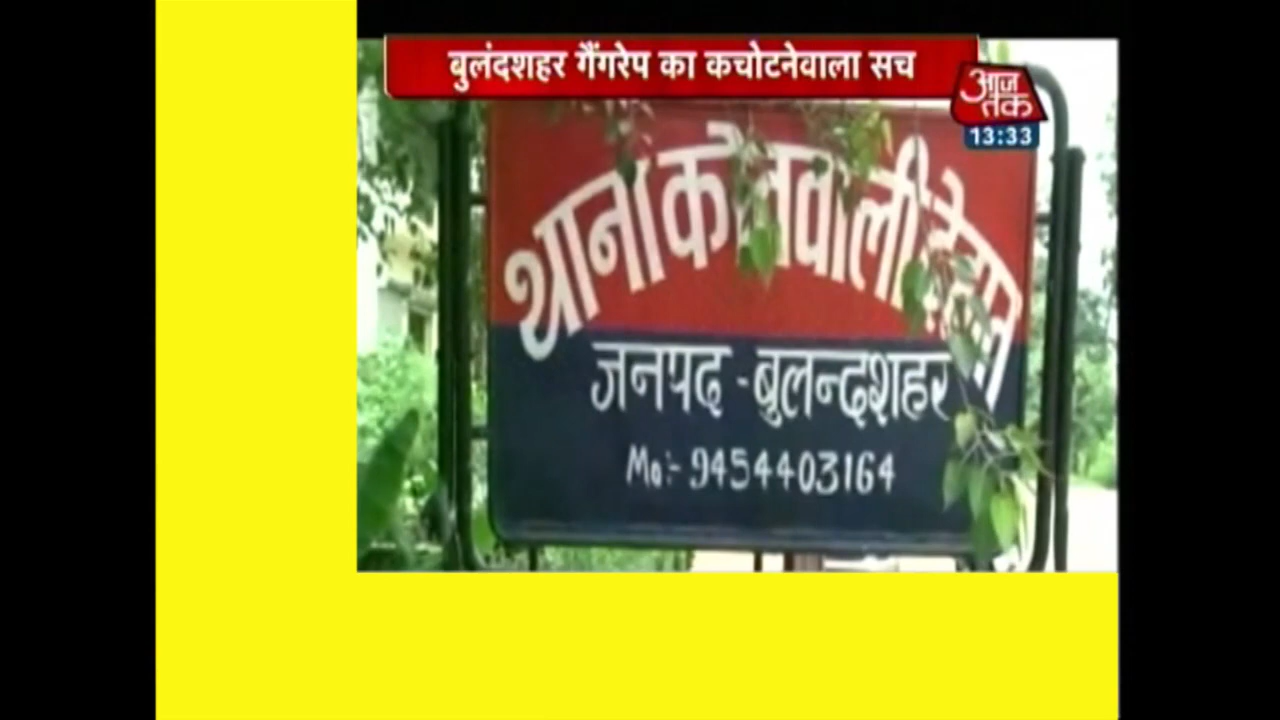 बुलंदशहर गैंगरेप का कचोटनेवाला सच
आज
तक
13:33
थाना कोतवाली देहात
जनपद - बुलन्दशहर
Mo:- 9454403164